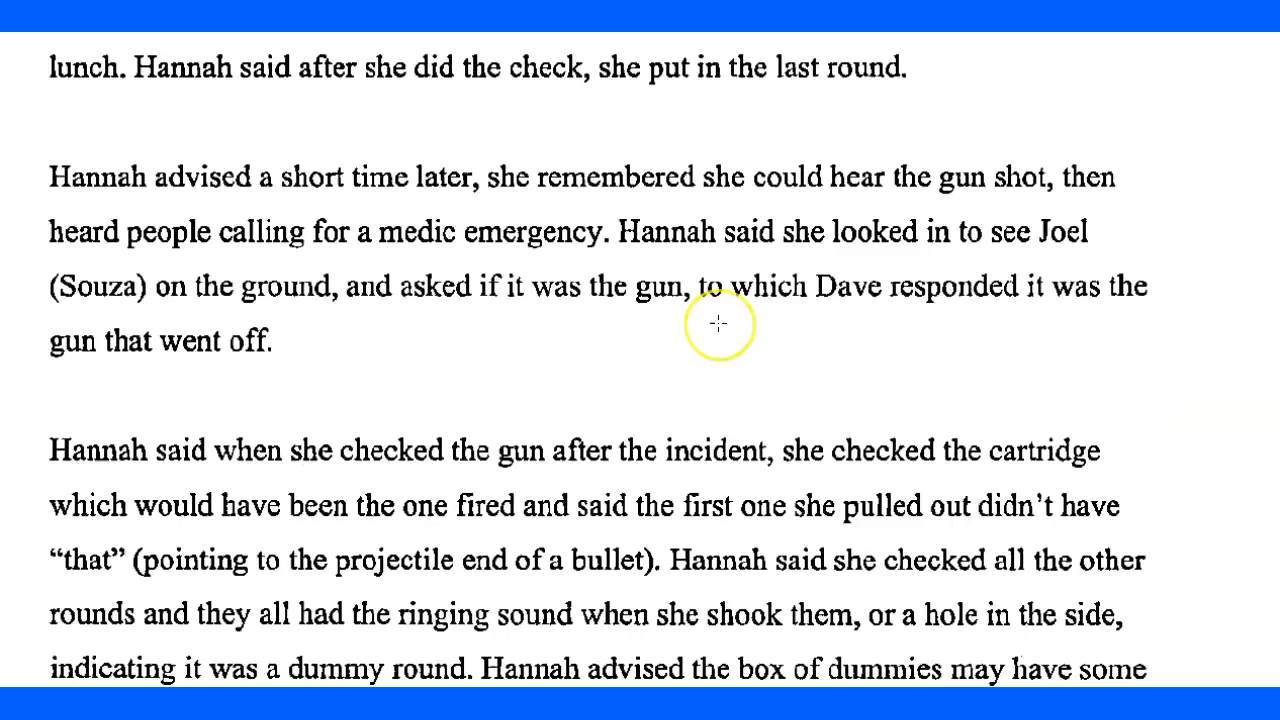 lunch. Hannah said after she did the check, she put in the last round.
Hannah advised a short time later, she remembered she could hear the gun shot, then
heard people calling for a medic emergency. Hannah said she looked in to see Joel
(Souza) on the ground, and asked if it was the gun, to which Dave responded it was the
gun that went off.
Hannah said when she checked the gun after the incident, she checked the cartridge
which would have been the one fired and said the first one she pulled out didn’t have
“that” (pointing to the projectile end of a bullet). Hannah said she checked all the other
rounds and they all had the ringing sound when she shook them, or a hole in the side,
indicating it was a dummy round. Hannah advised the box of dummies may have some